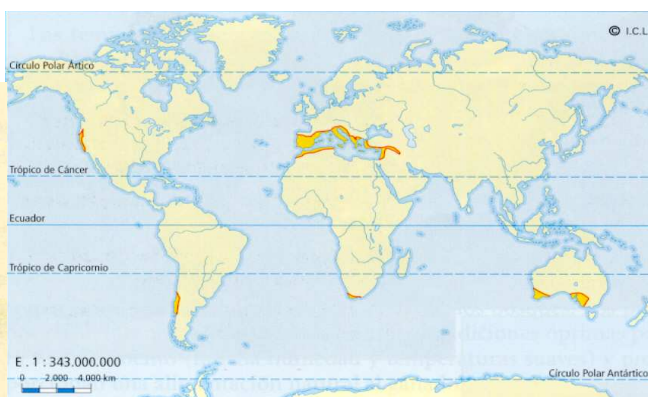 © I.C.L
Círculo Polar Ártico
Trópico de Cáncer
Ecuador
Trópico de Capricornio
E . 1 : 343.000.000
0 2.000 4.000 km
Círculo Polar Antártico